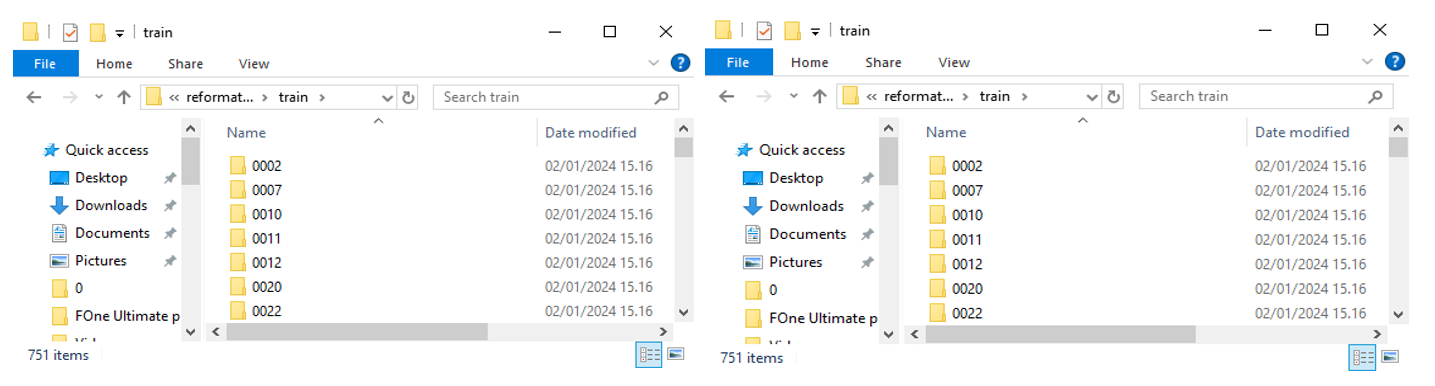 train
File Home Share View
« reformat... > train > Search train
Name Date modified
Quick access
Desktop
Downloads
Documents
Pictures
0
FOne Ultimate p
0002 02/01/2024 15.16
0007 02/01/2024 15.16
0010 02/01/2024 15.16
0011 02/01/2024 15.16
0012 02/01/2024 15.16
0020 02/01/2024 15.16
0022 02/01/2024 15.16
751 items
train
File Home Share View
« reformat... > train > Search train
Name Date modified
Quick access
Desktop
Downloads
Documents
Pictures
0
FOne Ultimate p
0002 02/01/2024 15.16
0007 02/01/2024 15.16
0010 02/01/2024 15.16
0011 02/01/2024 15.16
0012 02/01/2024 15.16
0020 02/01/2024 15.16
0022 02/01/2024 15.16
751 items